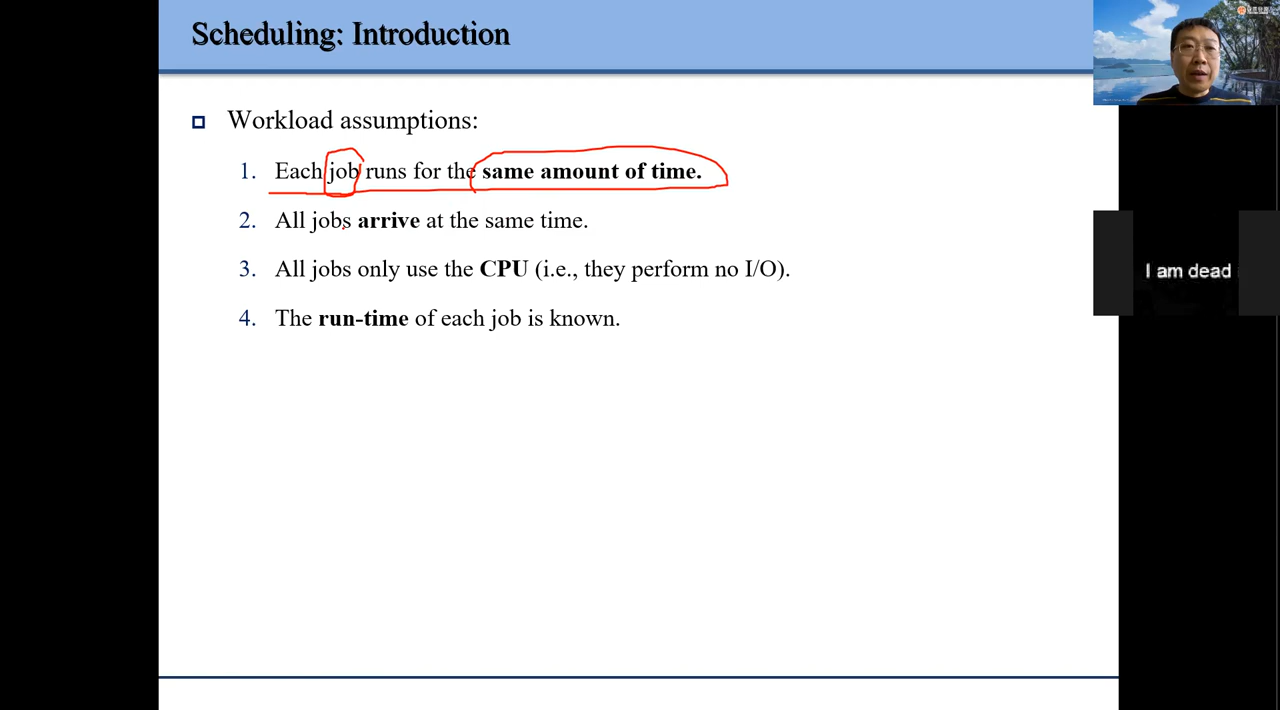 Scheduling: Introduction
Workload assumptions:
1. Each job runs for the same amount of time.
2. All jobs arrive at the same time.
3. All jobs only use the CPU (i.e., they perform no I/O).
4. The run-time of each job is known.
I am dead